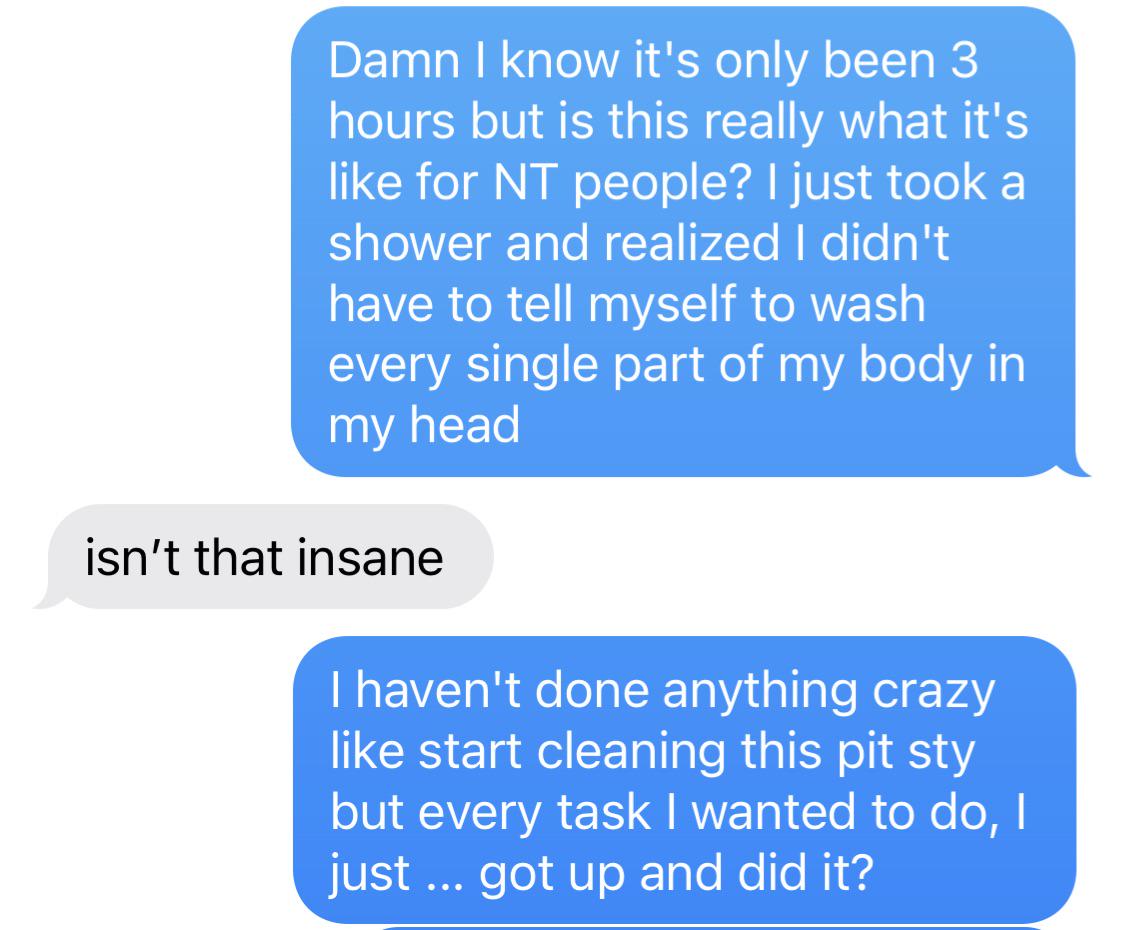 Damn I know it's only been 3
hours but is this really what it's
like for NT people? I just took a
shower and realized I didn't
have to tell myself to wash
every single part of my body in
my head
isn’t that insane
I haven't done anything crazy
like start cleaning this pit sty
but every task I wanted to do, I
just ... got up and did it?